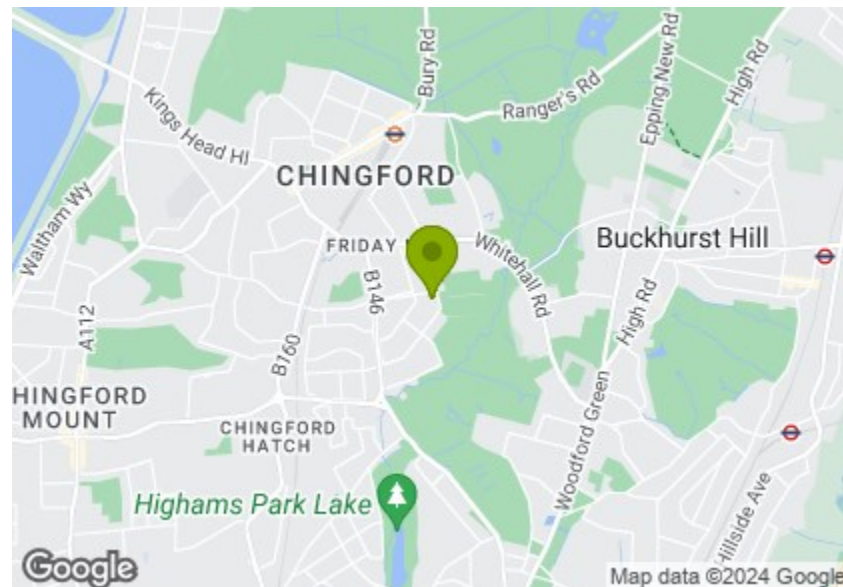 Bury Rd
Ranger's Rd
Epping New Rd
High Rd
Kings Head Hl
CHINGFORD
Waltham Wy
FRIDAY
Whitehall Rd
Buckhurst Hill
B146
A112
B160
High Rd
HINGFORD
MOUNT
CHINGFORD
HATCH
Woodford Green
Highams Park Lake
Hillside Ave
Google
Map data ©2024 Google